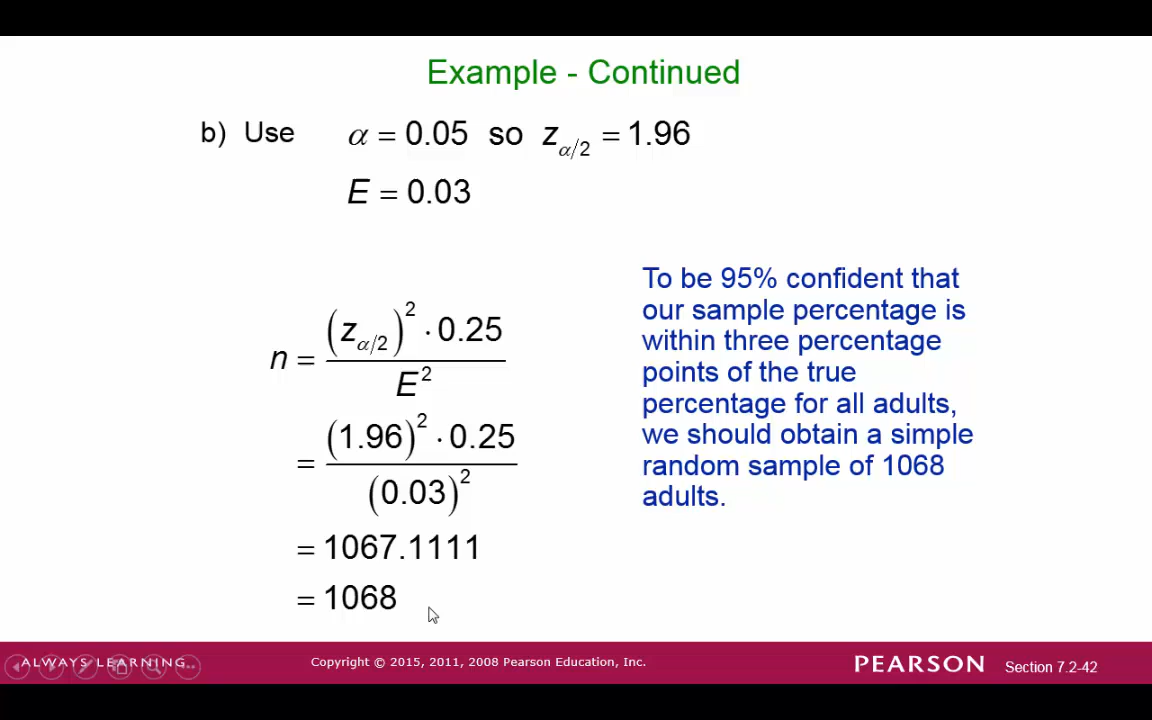 Example - Continued
b) Use α = 0.05 so z_{α/2} = 1.96
E = 0.03
n = \frac{(z_{α/2})^2 · 0.25}{E^2}
= \frac{(1.96)^2 · 0.25}{(0.03)^2}
= 1067.1111
= 1068
To be 95% confident that
our sample percentage is
within three percentage
points of the true
percentage for all adults,
we should obtain a simple
random sample of 1068
adults.
ALWAYS LEARNING
Copyright © 2015, 2011, 2008 Pearson Education, Inc.
PEARSON
Section 7.2-42